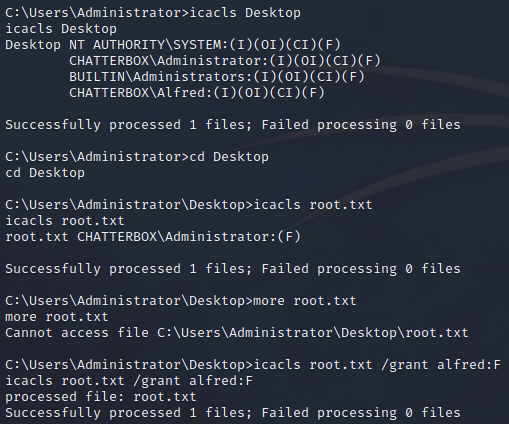 C:\Users\Administrator>icacls Desktop
icacls Desktop
Desktop NT AUTHORITY\SYSTEM:(I)(OI)(CI)(F)
        CHATTERBOX\Administrator:(I)(OI)(CI)(F)
        BUILTIN\Administrators:(I)(OI)(CI)(F)
        CHATTERBOX\Alfred:(I)(OI)(CI)(F)

Successfully processed 1 files; Failed processing 0 files

C:\Users\Administrator>cd Desktop
cd Desktop

C:\Users\Administrator\Desktop>icacls root.txt
icacls root.txt
root.txt CHATTERBOX\Administrator:(F)

Successfully processed 1 files; Failed processing 0 files

C:\Users\Administrator\Desktop>more root.txt
more root.txt
Cannot access file C:\Users\Administrator\Desktop\root.txt

C:\Users\Administrator\Desktop>icacls root.txt /grant alfred:F
icacls root.txt /grant alfred:F
processed file: root.txt
Successfully processed 1 files; Failed processing 0 files